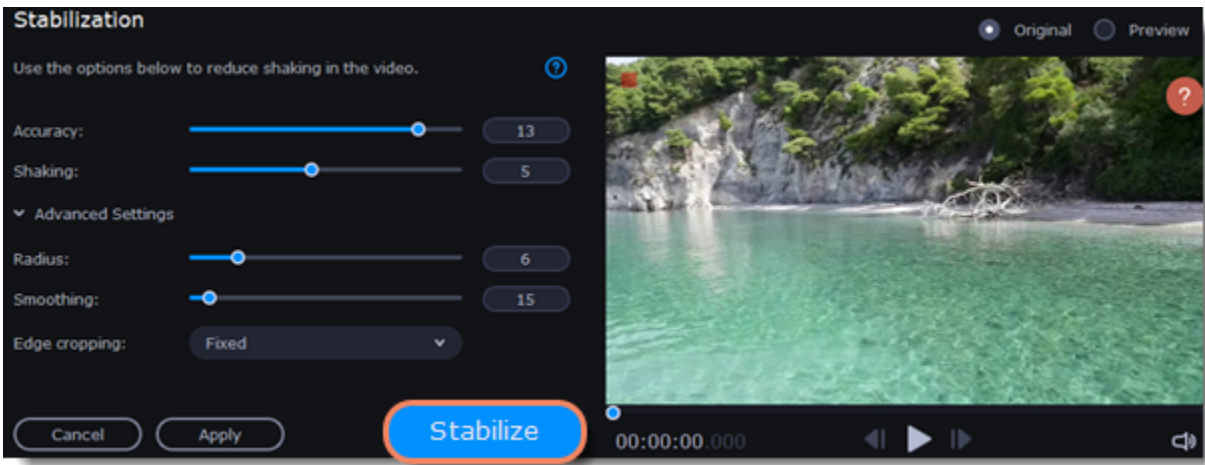 Stabilization
Original
Preview
Use the options below to reduce shaking in the video.
?
?
Accuracy:
13
Shaking:
5
Advanced Settings
Radius:
6
Smoothing:
15
Edge cropping:
Fixed
Cancel
Apply
Stabilize
00:00:00.000